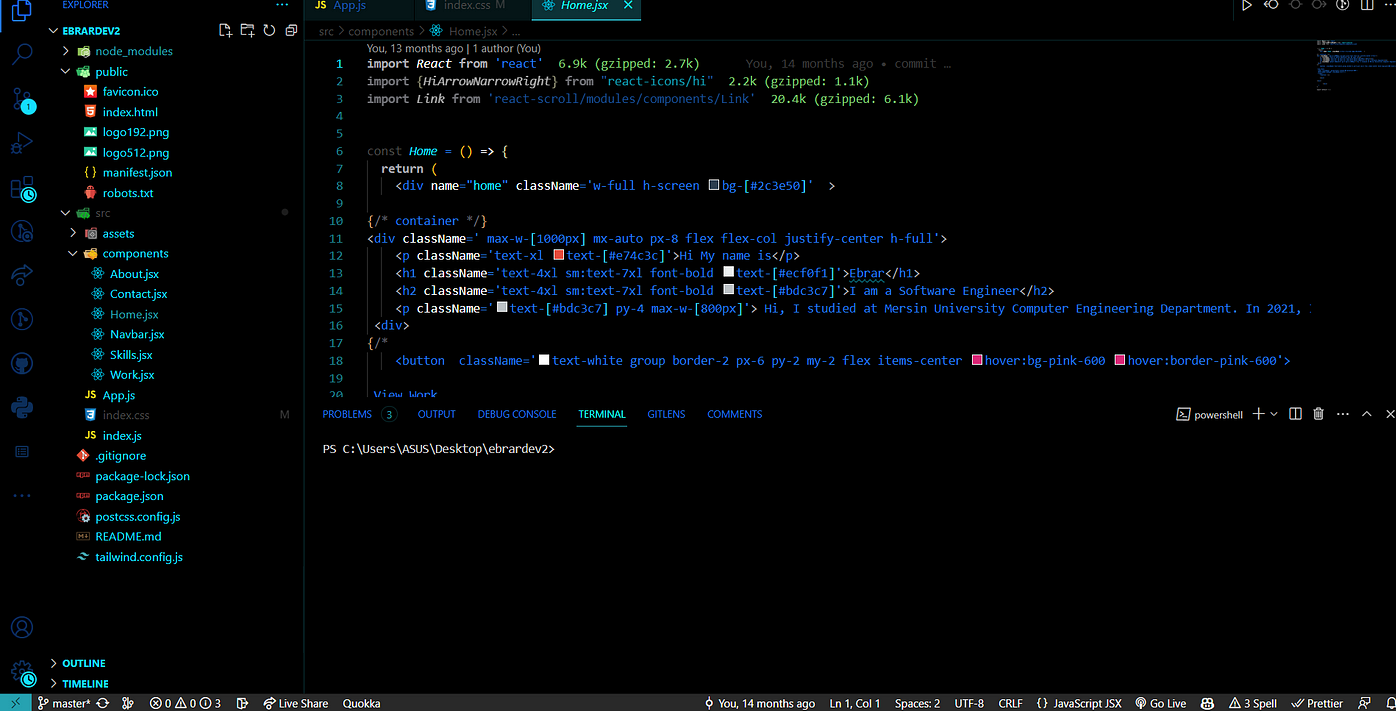 EXPLORER
EBRARDEV2
node_modules
public
favicon.ico
index.html
logo192.png
logo512.png
manifest.json
robots.txt
src
assets
components
About.jsx
Contact.jsx
Home.jsx
Navbar.jsx
Skills.jsx
Work.jsx
JS App.js
index.css M
JS index.js
.gitignore
package-lock.json
package.json
postcss.config.js
README.md
tailwind.config.js
OUTLINE
TIMELINE
1
JS App.js index.css M Home.jsx
src > components > Home.jsx > ...
You, 13 months ago | 1 author (You)
1 import React from 'react' 6.9k (gzipped: 2.7k) You, 14 months ago • commit …
2 import {HiArrowNarrowRight} from "react-icons/hi" 2.2k (gzipped: 1.1k)
3 import Link from 'react-scroll/modules/components/Link' 20.4k (gzipped: 6.1k)
4
5
6 const Home = () => {
7 return (
8 <div name="home" className='w-full h-screen bg-[#2c3e50]' >
9
10 {/* container */}
11 <div className=' max-w-[1000px] mx-auto px-8 flex flex-col justify-center h-full'>
12 <p className='text-xl text-[#e74c3c]'>Hi My name is</p>
13 <h1 className='text-4xl sm:text-7xl font-bold text-[#ecf0f1]'>Ebrar</h1>
14 <h2 className='text-4xl sm:text-7xl font-bold text-[#bdc3c7]'>I am a Software Engineer</h2>
15 <p className='text-[#bdc3c7] py-4 max-w-[800px]'> Hi, I studied at Mersin University Computer Engineering Department. In 2021,
16 <div>
17 {/*
18 <button className='text-white group border-2 px-6 py-2 my-2 flex items-center hover:bg-pink-600 hover:border-pink-600'>
19
20 View Work
PROBLEMS 3 OUTPUT DEBUG CONSOLE TERMINAL GITLENS COMMENTS powershell
PS C:\Users\ASUS\Desktop\ebrardev2>
master* 0 0 3 Live Share Quokka You, 14 months ago Ln 1, Col 1 Spaces: 2 UTF-8 CRLF {} JavaScript JSX Go Live 3 Spell Prettier